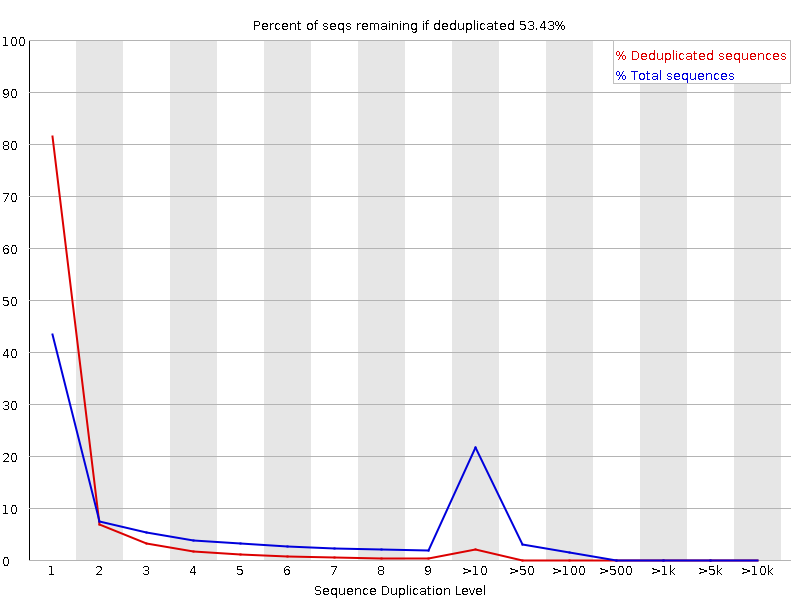 Percent of seqs remaining if deduplicated 53.43%
% Deduplicated sequences
% Total sequences
100
90
80
70
60
50
40
30
20
10
0
1 2 3 4 5 6 7 8 9 >10 >50 >100 >500 >1k >5k >10k
Sequence Duplication Level